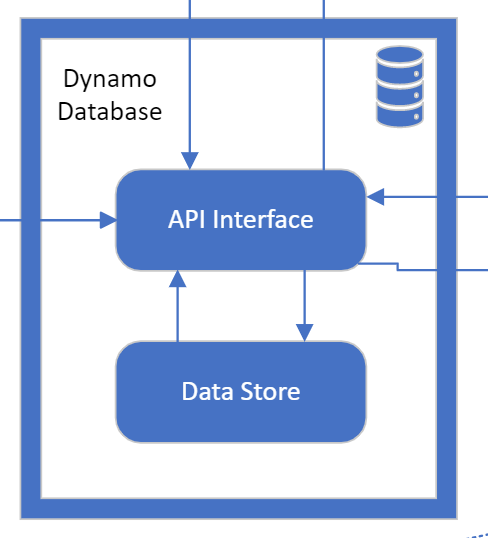 Dynamo
Database
API Interface
Data Store